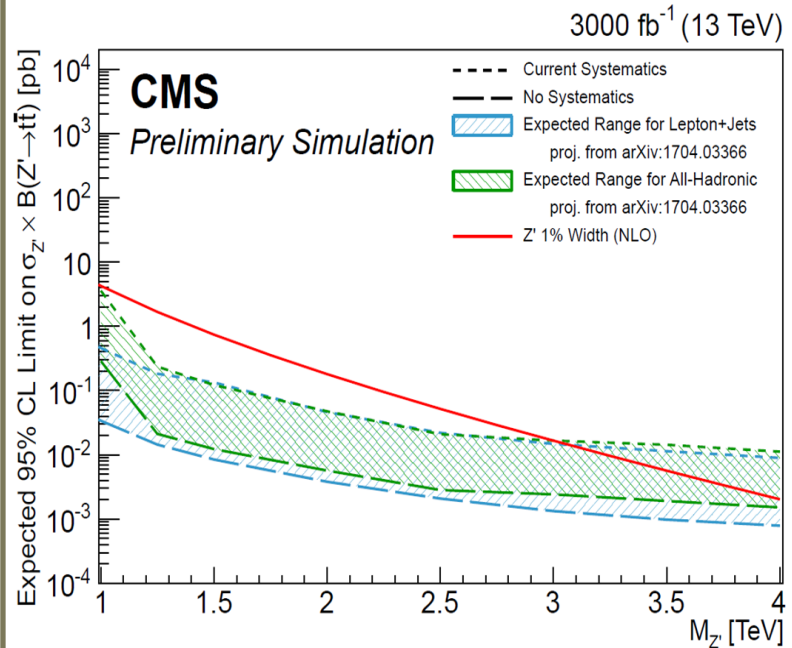 3000 fb⁻¹ (13 TeV)
Expected 95% CL Limit on σ_Z' × B(Z'→tt̄) [pb]
CMS
Preliminary Simulation
Current Systematics
No Systematics
Expected Range for Lepton+Jets
proj. from arXiv:1704.03366
Expected Range for All-Hadronic
proj. from arXiv:1704.03366
Z' 1% Width (NLO)
10⁴
10³
10²
10
1
10⁻¹
10⁻²
10⁻³
10⁻⁴
1 1.5 2 2.5 3 3.5 4
M_Z' [TeV]